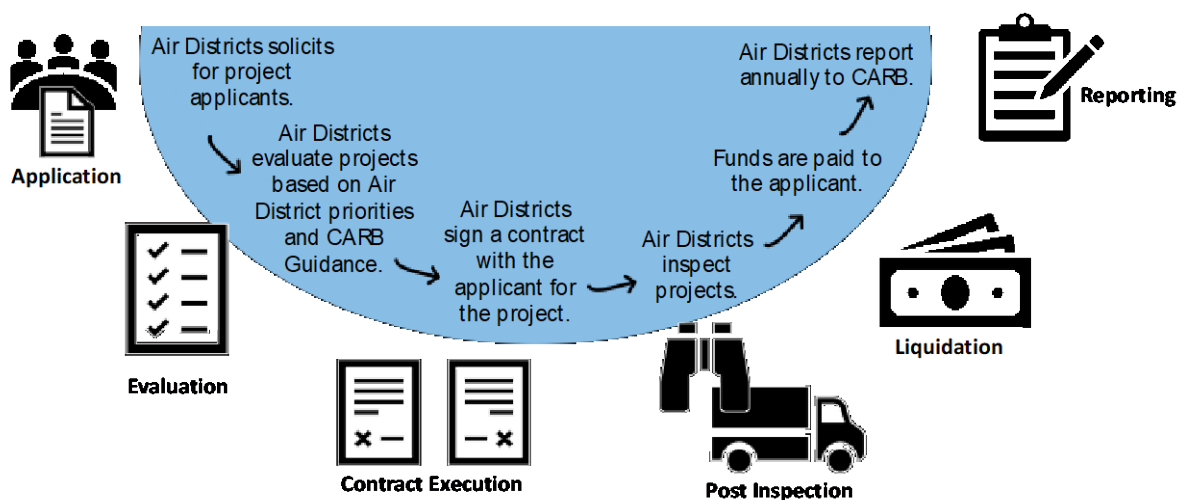 Air Districts solicits
for project
applicants.
Application
Air Districts
evaluate projects
based on Air
District priorities
and CARB
Guidance.
Evaluation
Air Districts
sign a contract
with the
applicant for
the project.
Contract Execution
Air Districts
inspect
projects.
Post Inspection
Funds are paid to
the applicant.
Liquidation
Air Districts report
annually to CARB.
Reporting